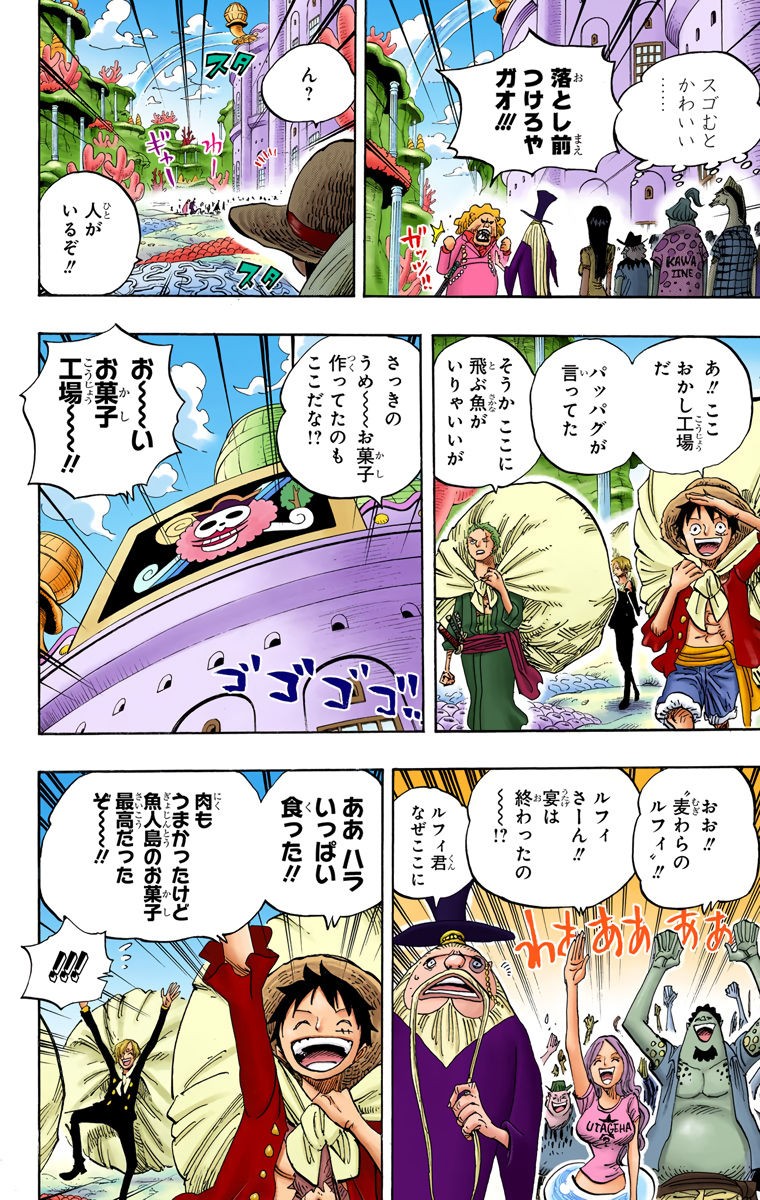 スゴむと
かわいい
……
落とし前
つけろや
ガオ!!!
ガッツ!!
KAWA
IINE
ん？
スタ
わー
ギャー
人が
いるぞ!!
スタ
あ!! ここ
おかし工場
だ
パッパグが
言ってた
そうか ここに
飛ぶ魚が
いりゃいいが
さっきの
うめ〜〜〜お菓子
作ってたのも
ここだな!?
お〜〜〜い
お菓子
工場〜〜〜!!
ゴゴゴゴ!!
おお!!
〝麦わらの
ルフィ〟!!
ルフィ
さーん!!
宴は
終わったの
〜〜〜!?
ルフィ君
なぜここに
わあああああ
UTAGEHA
?
ああ ハラ
いっぱい
食った!!
肉も
うまかったけど
魚人島のお菓子
最高だった
ぞ〜〜〜!!
!!!